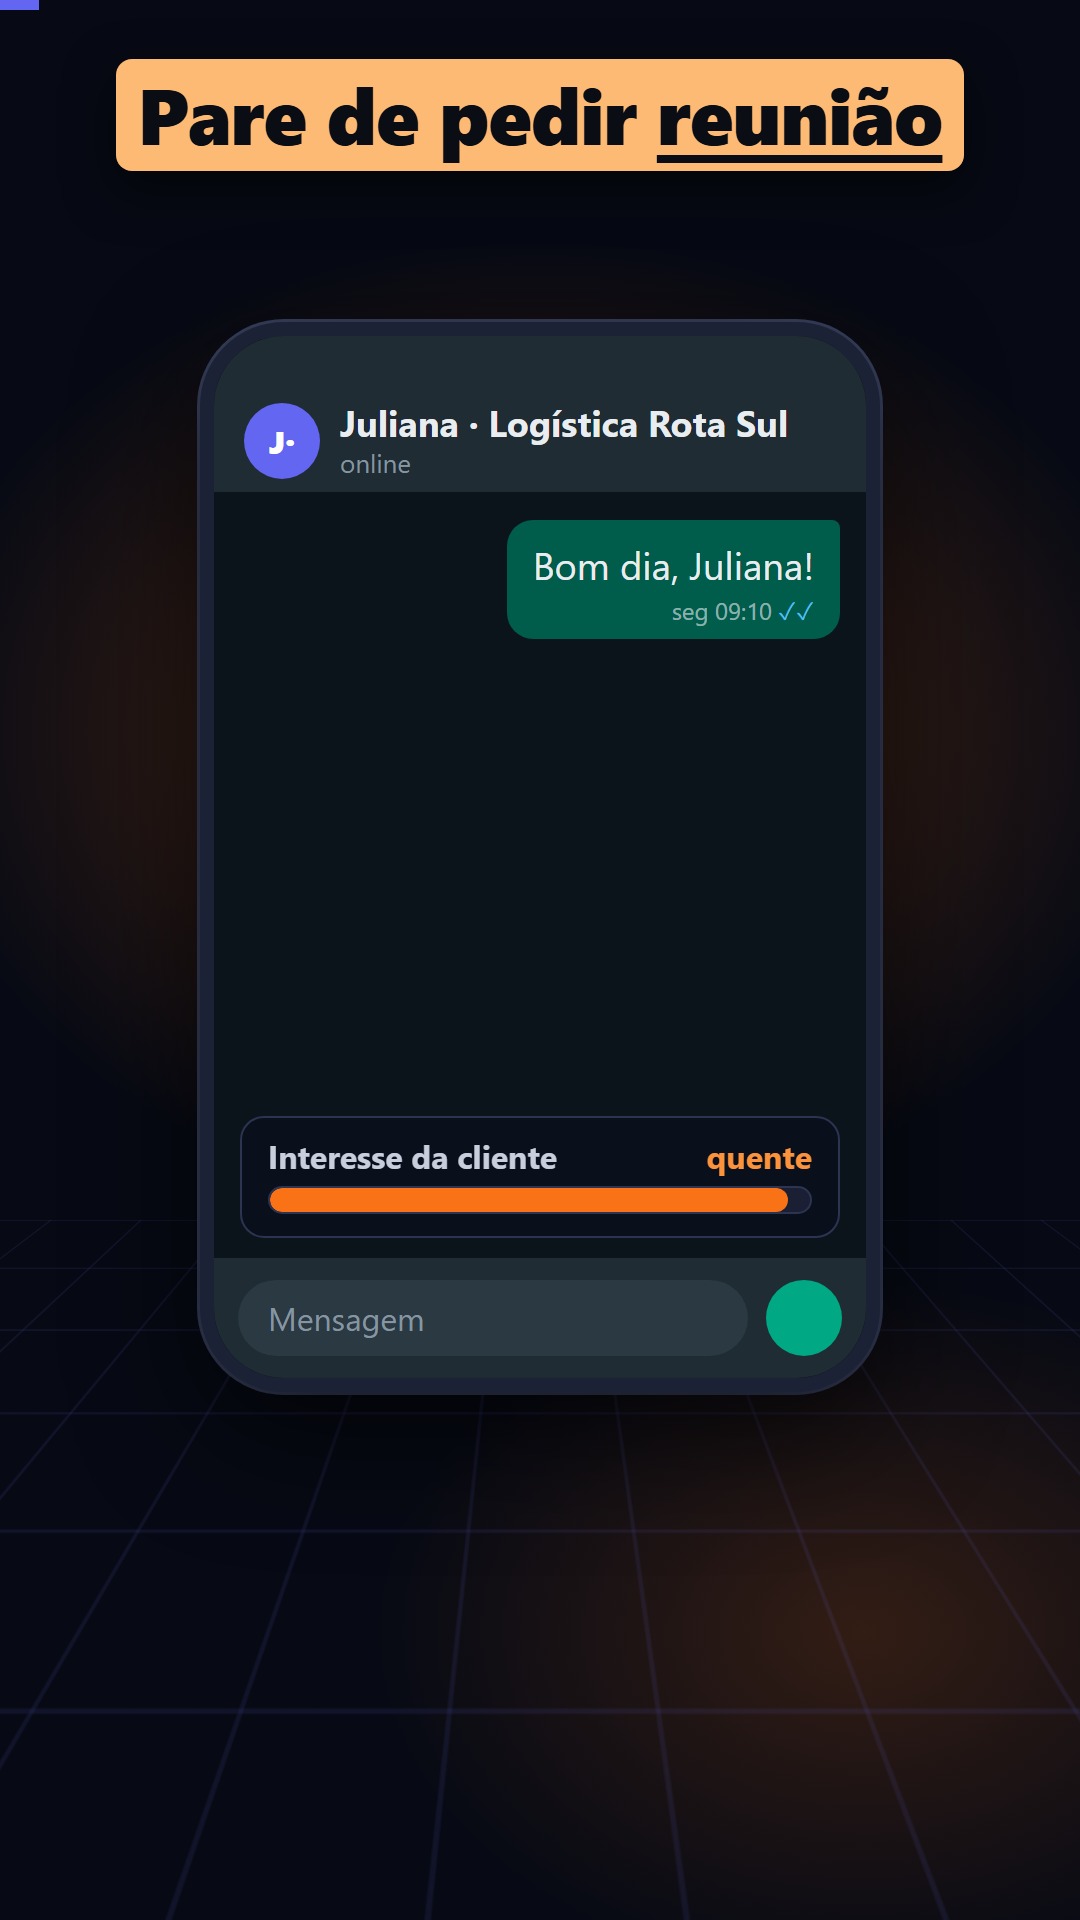 Pare de pedir reunião
J·
Juliana · Logística Rota Sul
online
Bom dia, Juliana!
seg 09:10 ✓✓
Interesse da cliente quente
Mensagem